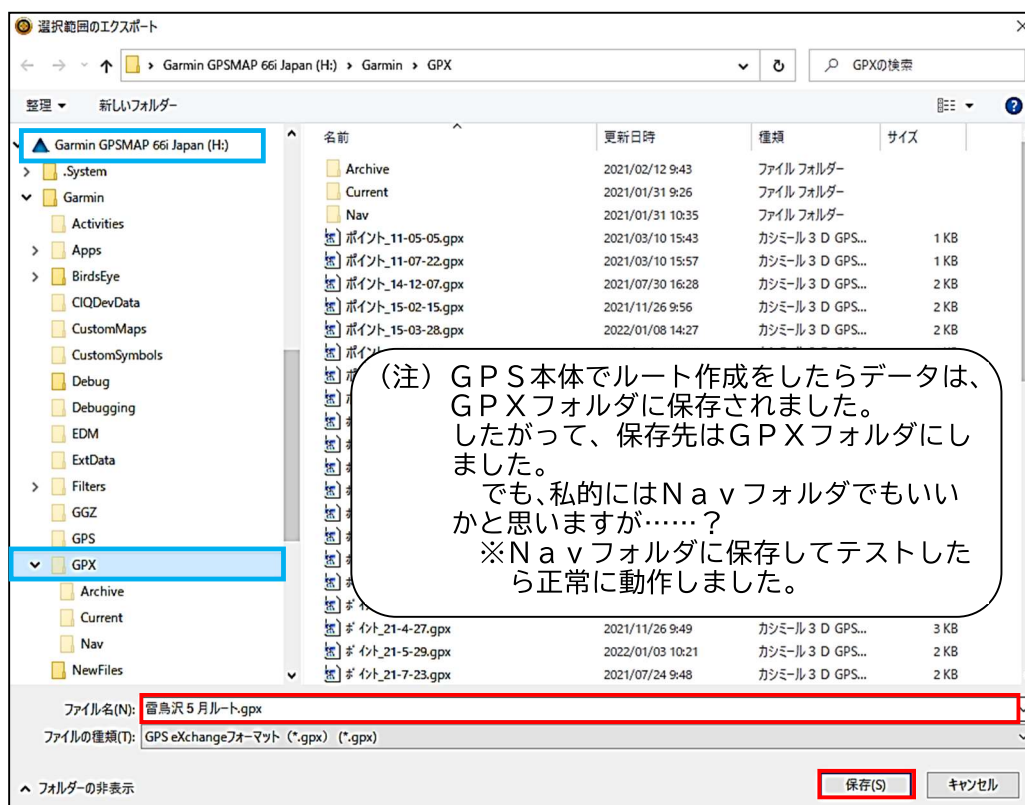 選択範囲のエクスポート
Garmin GPSMAP 66i Japan (H:) › Garmin › GPX
GPXの検索
整理 新しいフォルダー
Garmin GPSMAP 66i Japan (H:)
.System
Garmin
Activities
Apps
BirdsEye
CIQDevData
CustomMaps
CustomSymbols
Debug
Debugging
EDM
ExtData
Filters
GGZ
GPS
GPX
Archive
Current
Nav
NewFiles
名前 更新日時 種類 サイズ
Archive 2021/02/12 9:43 ファイル フォルダー
Current 2021/01/31 9:26 ファイル フォルダー
Nav 2021/01/31 10:35 ファイル フォルダー
ポイント_11-05-05.gpx 2021/03/10 15:43 カシミール 3 D GPS... 1 KB
ポイント_11-07-22.gpx 2021/03/10 15:57 カシミール 3 D GPS... 1 KB
ポイント_14-12-07.gpx 2021/07/30 16:28 カシミール 3 D GPS... 2 KB
ポイント_15-02-15.gpx 2021/11/26 9:56 カシミール 3 D GPS... 2 KB
ポイント_15-03-28.gpx 2022/01/08 14:27 カシミール 3 D GPS... 2 KB
(注) ＧＰＳ本体でルート作成をしたらデータは、
ＧＰＸフォルダに保存されました。
したがって、保存先はＧＰＸフォルダにし
ました。
でも、私的にはＮａｖフォルダでもいい
かと思いますが……？
※Ｎａｖフォルダに保存してテストした
ら正常に動作しました。
ﾎﾟｲﾝﾄ_21-4-27.gpx 2021/11/26 9:49 カシミール 3 D GPS... 3 KB
ﾎﾟｲﾝﾄ_21-5-29.gpx 2022/01/03 10:21 カシミール 3 D GPS... 2 KB
ﾎﾟｲﾝﾄ_21-7-23.gpx 2021/07/24 9:48 カシミール 3 D GPS... 2 KB
ファイル名(N): 雷鳥沢５月ルート.gpx
ファイルの種類(T): GPS eXchangeフォーマット (*.gpx) (*.gpx)
フォルダーの非表示
保存(S) キャンセル